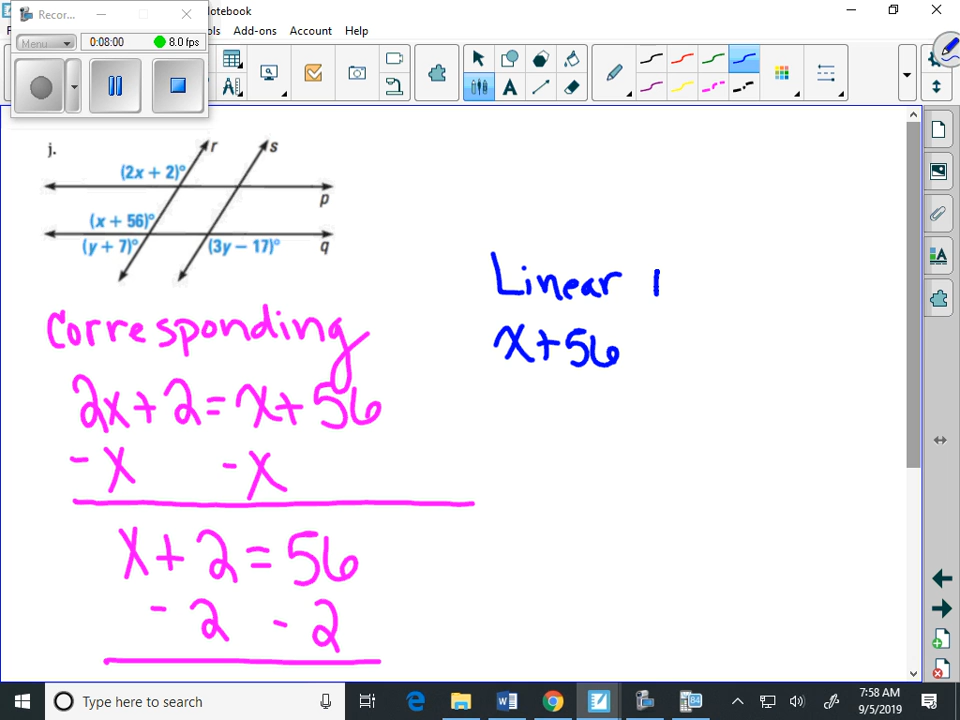 Recor...
otebook
Menu
0:08:00
8.0 fps
ols Add-ons Account Help
j.
r
s
(2x + 2)°
p
(x + 56)°
(y + 7)°
(3y − 17)°
q
Corresponding
2x+2=x+56
-x -x
x+2=56
-2 -2
Linear
x+56
Type here to search
84
7:58 AM
9/5/2019